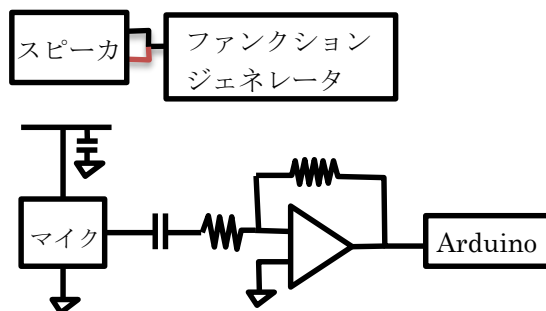 スピーカ
ファンクション
ジェネレータ
マイク
Arduino